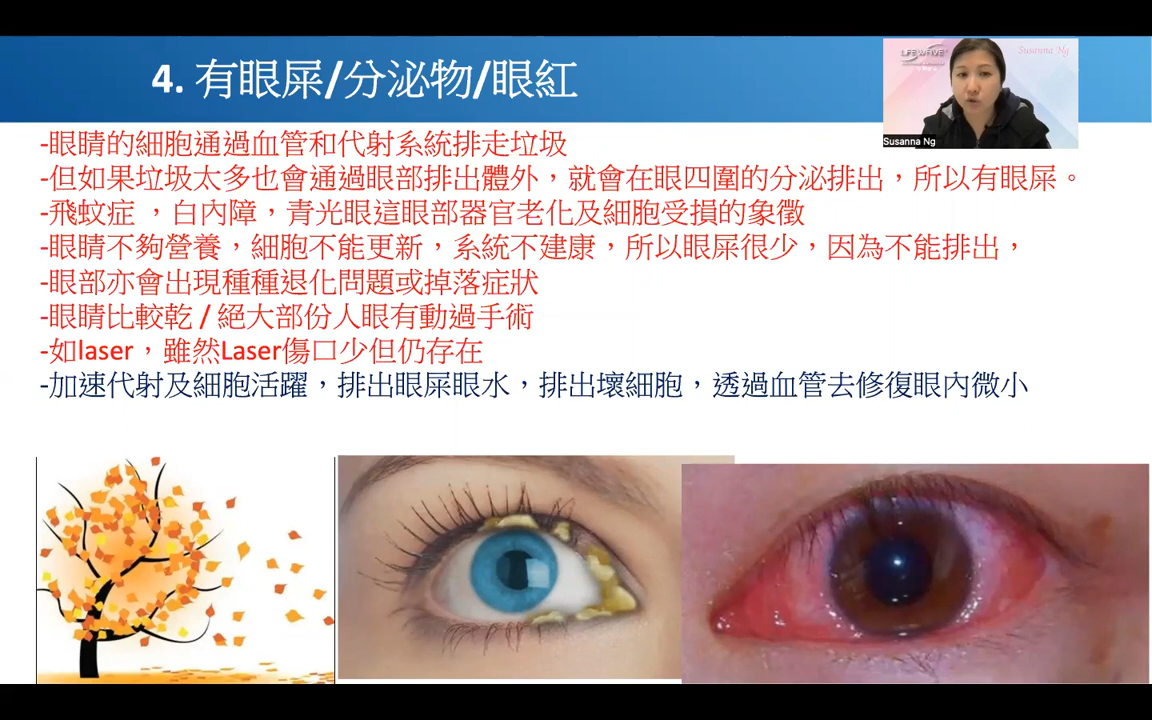 4. 有眼屎/分泌物/眼紅
LIFEWAVE
Susanna Ng
Susanna Ng
-眼睛的細胞通過血管和代射系統排走垃圾
-但如果垃圾太多也會通過眼部排出體外，就會在眼四圍的分泌排出，所以有眼屎。
-飛蚊症 ，白內障，青光眼這眼部器官老化及細胞受損的象徵
-眼睛不夠營養，細胞不能更新，系統不建康，所以眼屎很少，因為不能排出，
-眼部亦會出現種種退化問題或掉落症狀
-眼睛比較乾 / 絕大部份人眼有動過手術
-如laser，雖然Laser傷口少但仍存在
-加速代射及細胞活躍，排出眼屎眼水，排出壞細胞，透過血管去修復眼內微小